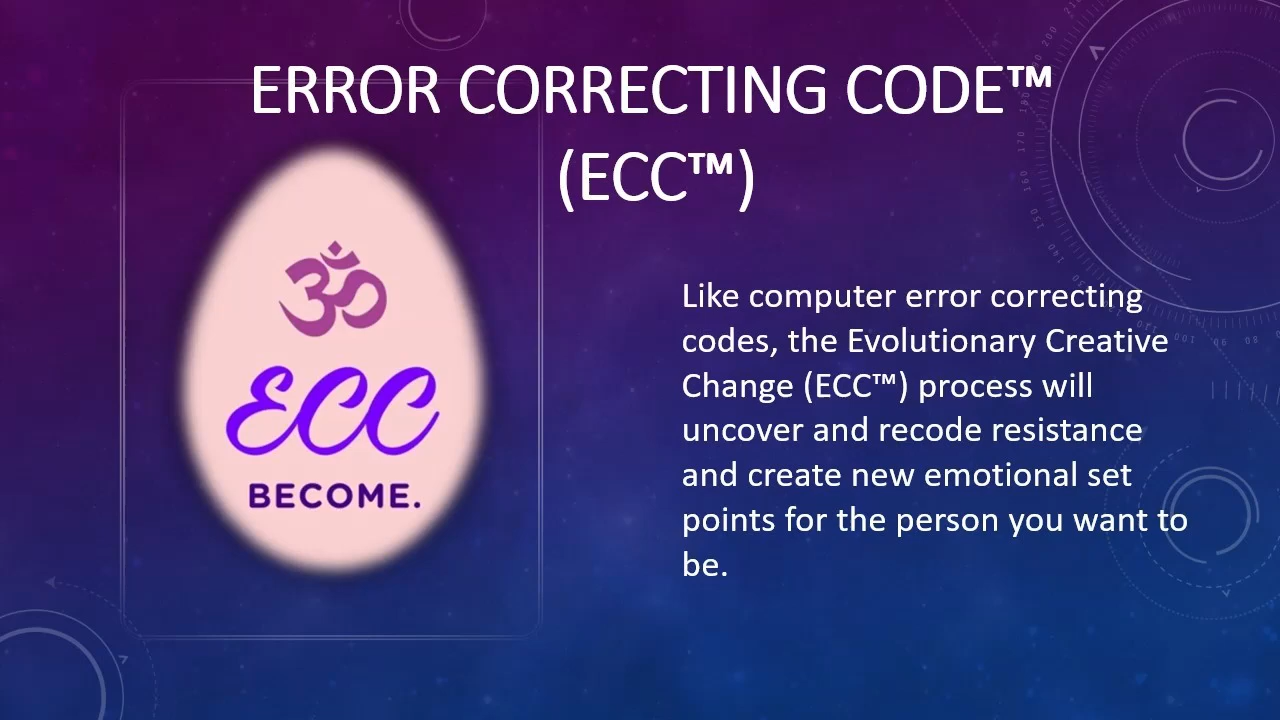 ERROR CORRECTING CODE™
(ECC™)
ॐ
ECC
BECOME.
Like computer error correcting
codes, the Evolutionary Creative
Change (ECC™) process will
uncover and recode resistance
and create new emotional set
points for the person you want to
be.